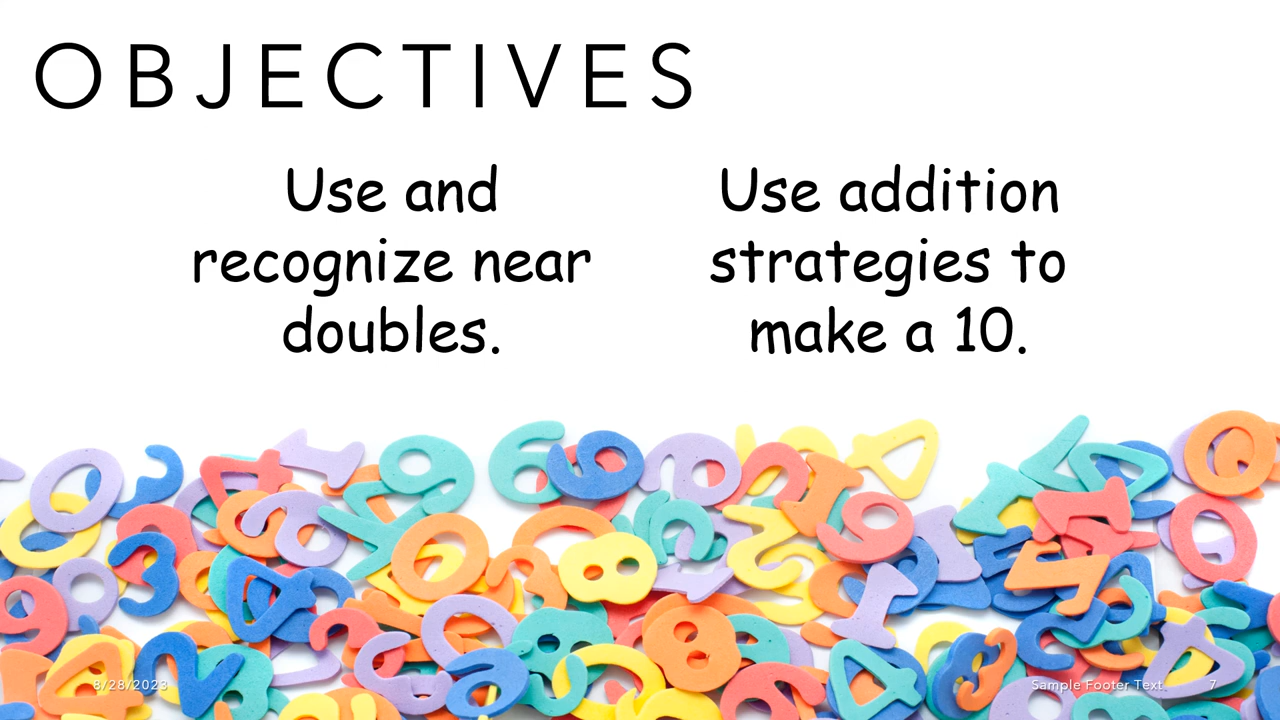 OBJECTIVES
Use and
recognize near
doubles.
Use addition
strategies to
make a 10.
8/28/2023
Sample Footer Text
7